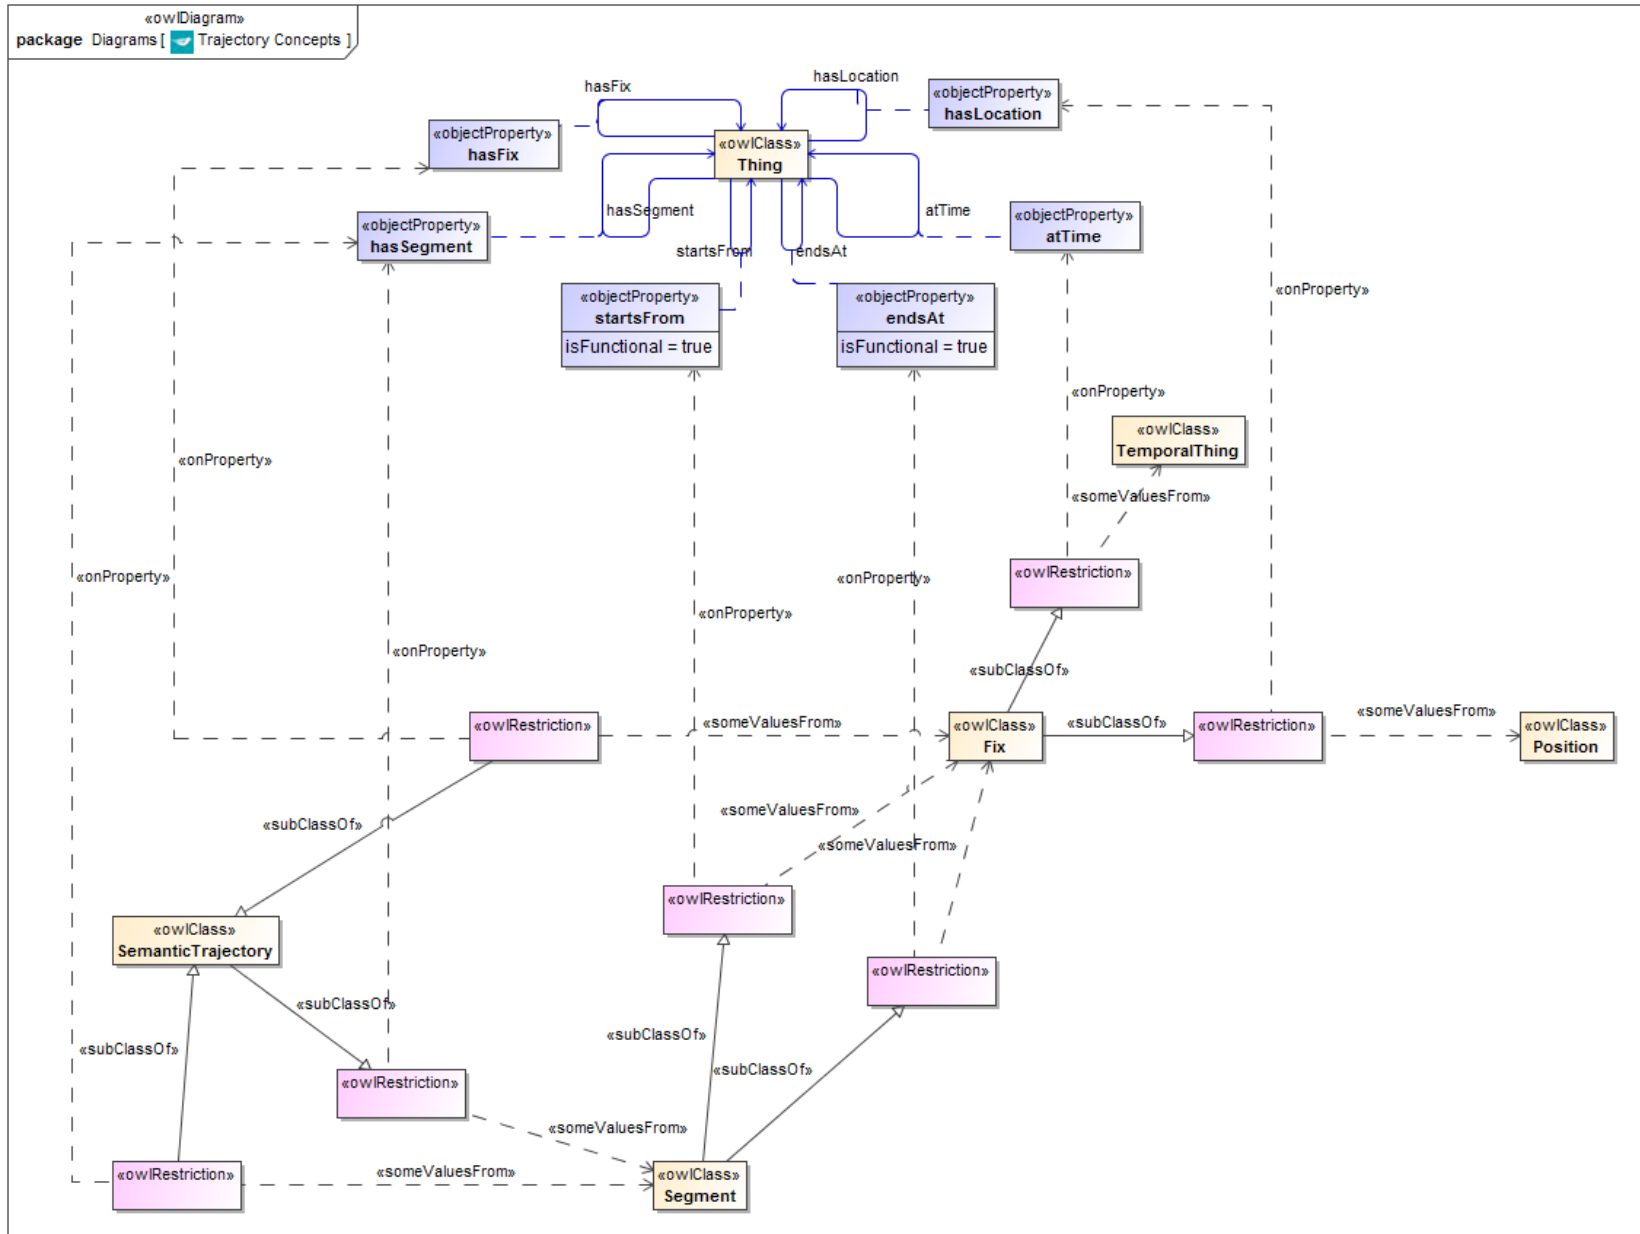 «owlDiagram»
package Diagrams [ Trajectory Concepts ]
hasFix
hasLocation
«objectProperty»
hasLocation
«objectProperty»
hasFix
«owlClass»
Thing
«objectProperty»
hasSegment
hasSegment
atTime
«objectProperty»
atTime
startsFrom
endsAt
«onProperty»
«objectProperty»
startsFrom
isFunctional = true
«objectProperty»
endsAt
isFunctional = true
«onProperty»
«owlClass»
TemporalThing
«onProperty»
«someValuesFrom»
«onProperty»
«onProperty»
«owlRestriction»
«onProperty»
«onProperty»
«subClassOf»
«owlRestriction»
«someValuesFrom»
«owlClass»
Fix
«subClassOf»
«owlRestriction»
«someValuesFrom»
«owlClass»
Position
«subClassOf»
«someValuesFrom»
«someValuesFrom»
«owlRestriction»
«owlClass»
SemanticTrajectory
«owlRestriction»
«subClassOf»
«subClassOf»
«subClassOf»
«subClassOf»
«owlRestriction»
«someValuesFrom»
«owlRestriction»
«someValuesFrom»
«owlClass»
Segment